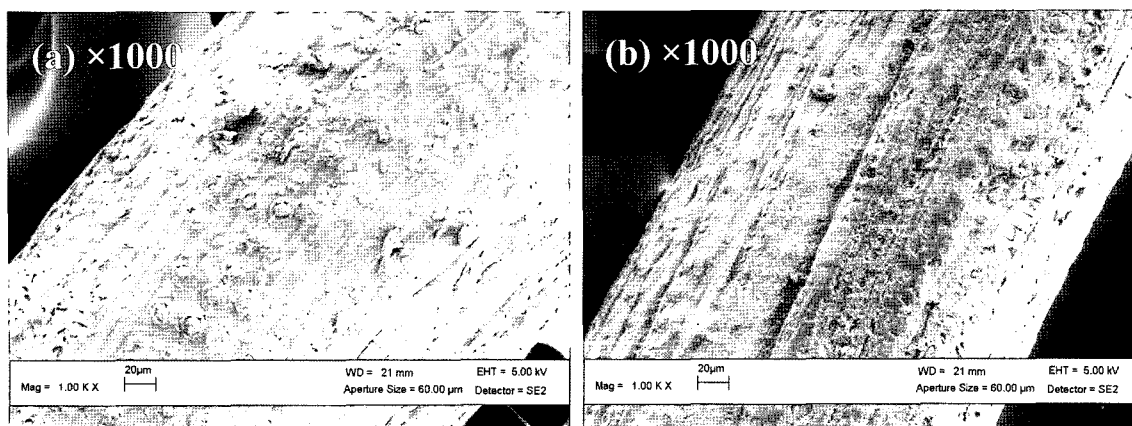 (a) ×1000
Mag = 1.00 K X
20µm
WD = 21 mm
EHT = 5.00 kV
Aperture Size = 60.00 µm
Detector = SE2
(b) ×1000
Mag = 1.00 K X
20µm
WD = 21 mm
EHT = 5.00 kV
Aperture Size = 60.00 µm
Detector = SE2